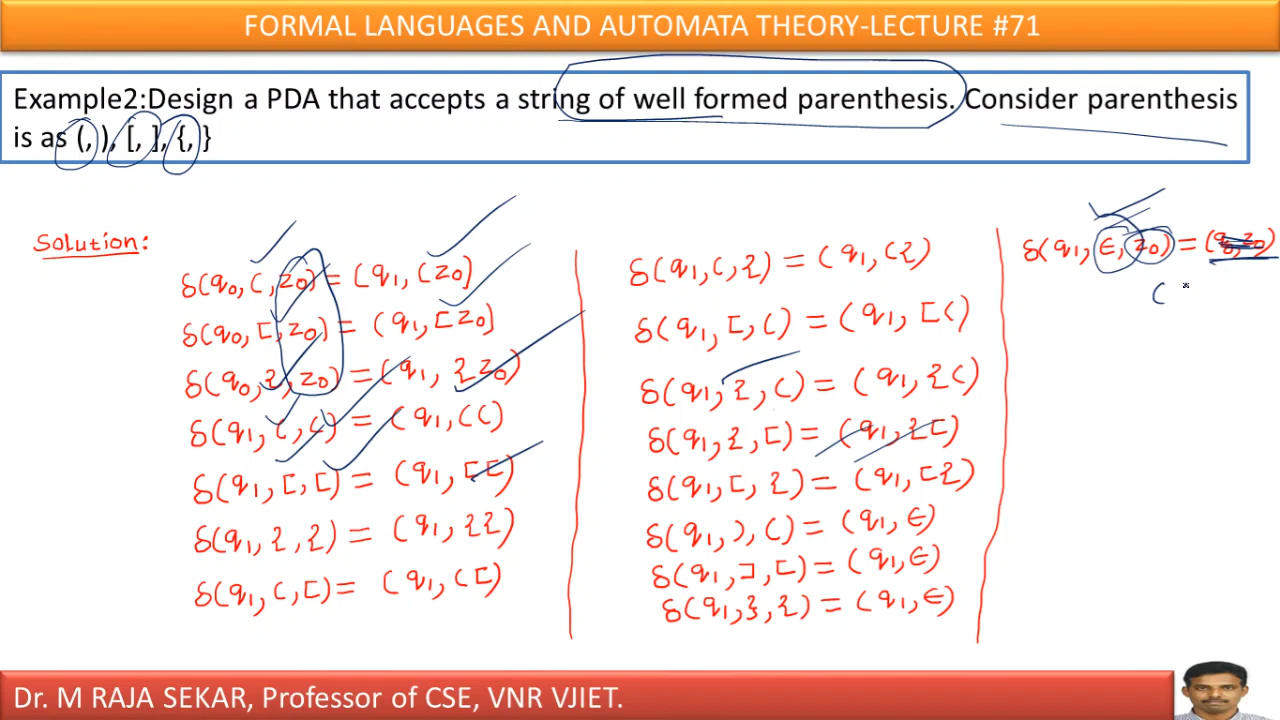 FORMAL LANGUAGES AND AUTOMATA THEORY-LECTURE #71
Example2:Design a PDA that accepts a string of well formed parenthesis. Consider parenthesis
is as (, ), [, ], {, }
Solution:
δ(q0, (, z0) = (q1, (z0)
δ(q0, [, z0) = (q1, [z0)
δ(q0, {, z0) = (q1, {z0)
δ(q1, (, () = (q1, (()
δ(q1, [, [) = (q1, [[)
δ(q1, {, {) = (q1, {{)
δ(q1, (, [) = (q1, ([)
δ(q1, (, {) = (q1, ({)
δ(q1, [, () = (q1, [()
δ(q1, {, () = (q1, {()
δ(q1, {, [) = (q1, {[)
δ(q1, [, {) = (q1, [{)
δ(q1, ), () = (q1, ∈)
δ(q1, ], [) = (q1, ∈)
δ(q1, }, {) = (q1, ∈)
δ(q1, ∈, z0) = (
(
Dr. M RAJA SEKAR, Professor of CSE, VNR VJIET.